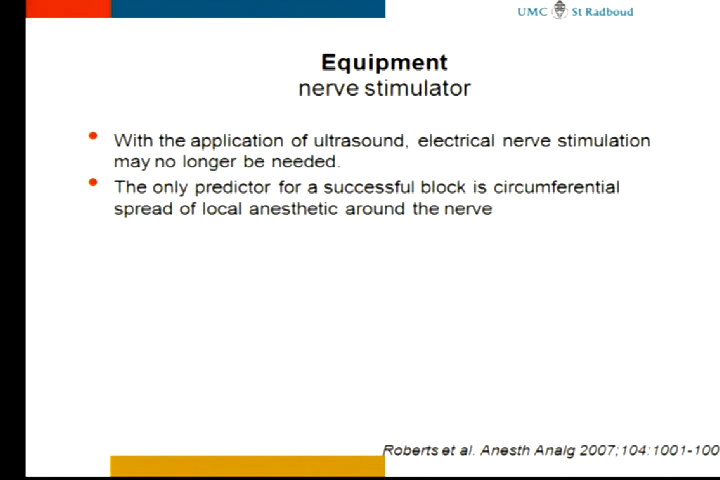 UMC St Radboud
Equipment
nerve stimulator
With the application of ultrasound, electrical nerve stimulation
may no longer be needed.
The only predictor for a successful block is circumferential
spread of local anesthetic around the nerve
Roberts et al. Anesth Analg 2007;104:1001-100